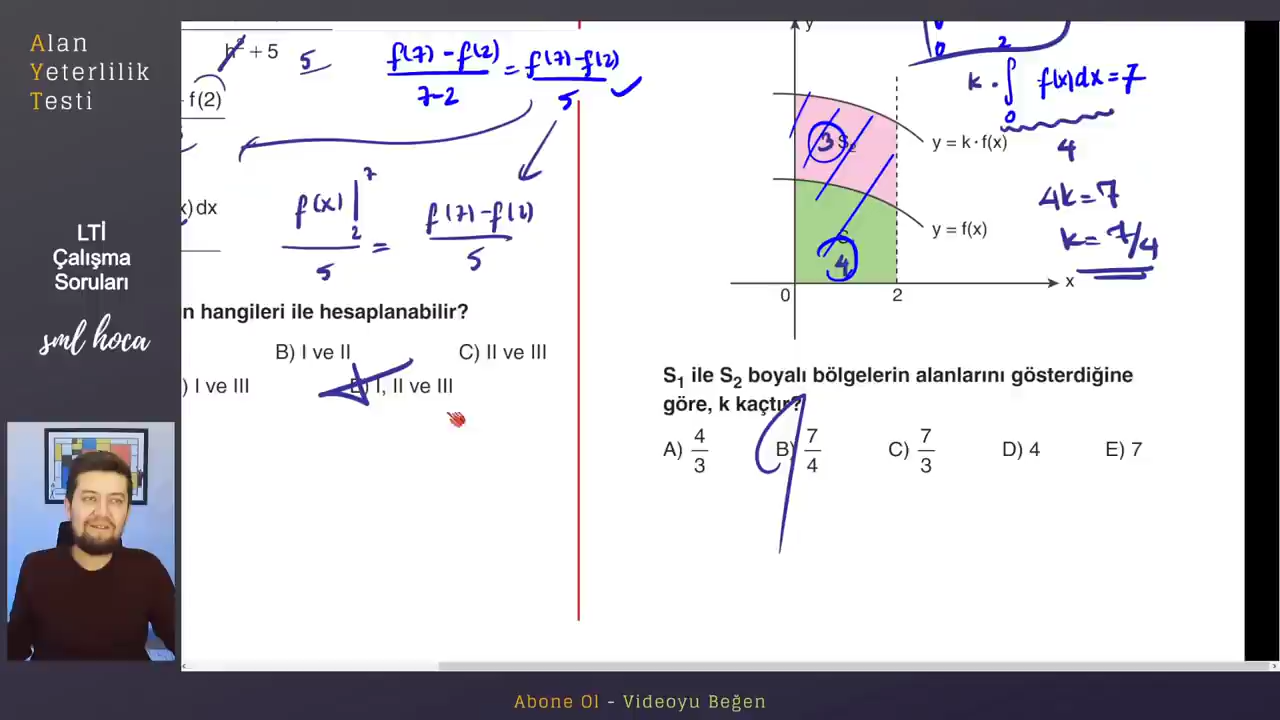 Alan
Yeterlilik
Testi
LTİ
Çalışma
Soruları
sml hoca
h² + 5
5
f(7) - f(2)
7-2
= f(7) - f(2)
5
f(2)
x) dx
f(x) |
7
2
5
=
f(7) - f(2)
5
n hangileri ile hesaplanabilir?
B) I ve II
C) II ve III
) I ve III
E) I, II ve III
0
0
2
k · ∫ f(x)dx = 7
0
4
4k = 7
k = 7/4
3
S₂
y = k · f(x)
4
y = f(x)
0
2
x
S₁ ile S₂ boyalı bölgelerin alanlarını gösterdiğine
göre, k kaçtır?
A) 4/3
B) 7/4
C) 7/3
D) 4
E) 7
Abone Ol - Videoyu Beğen